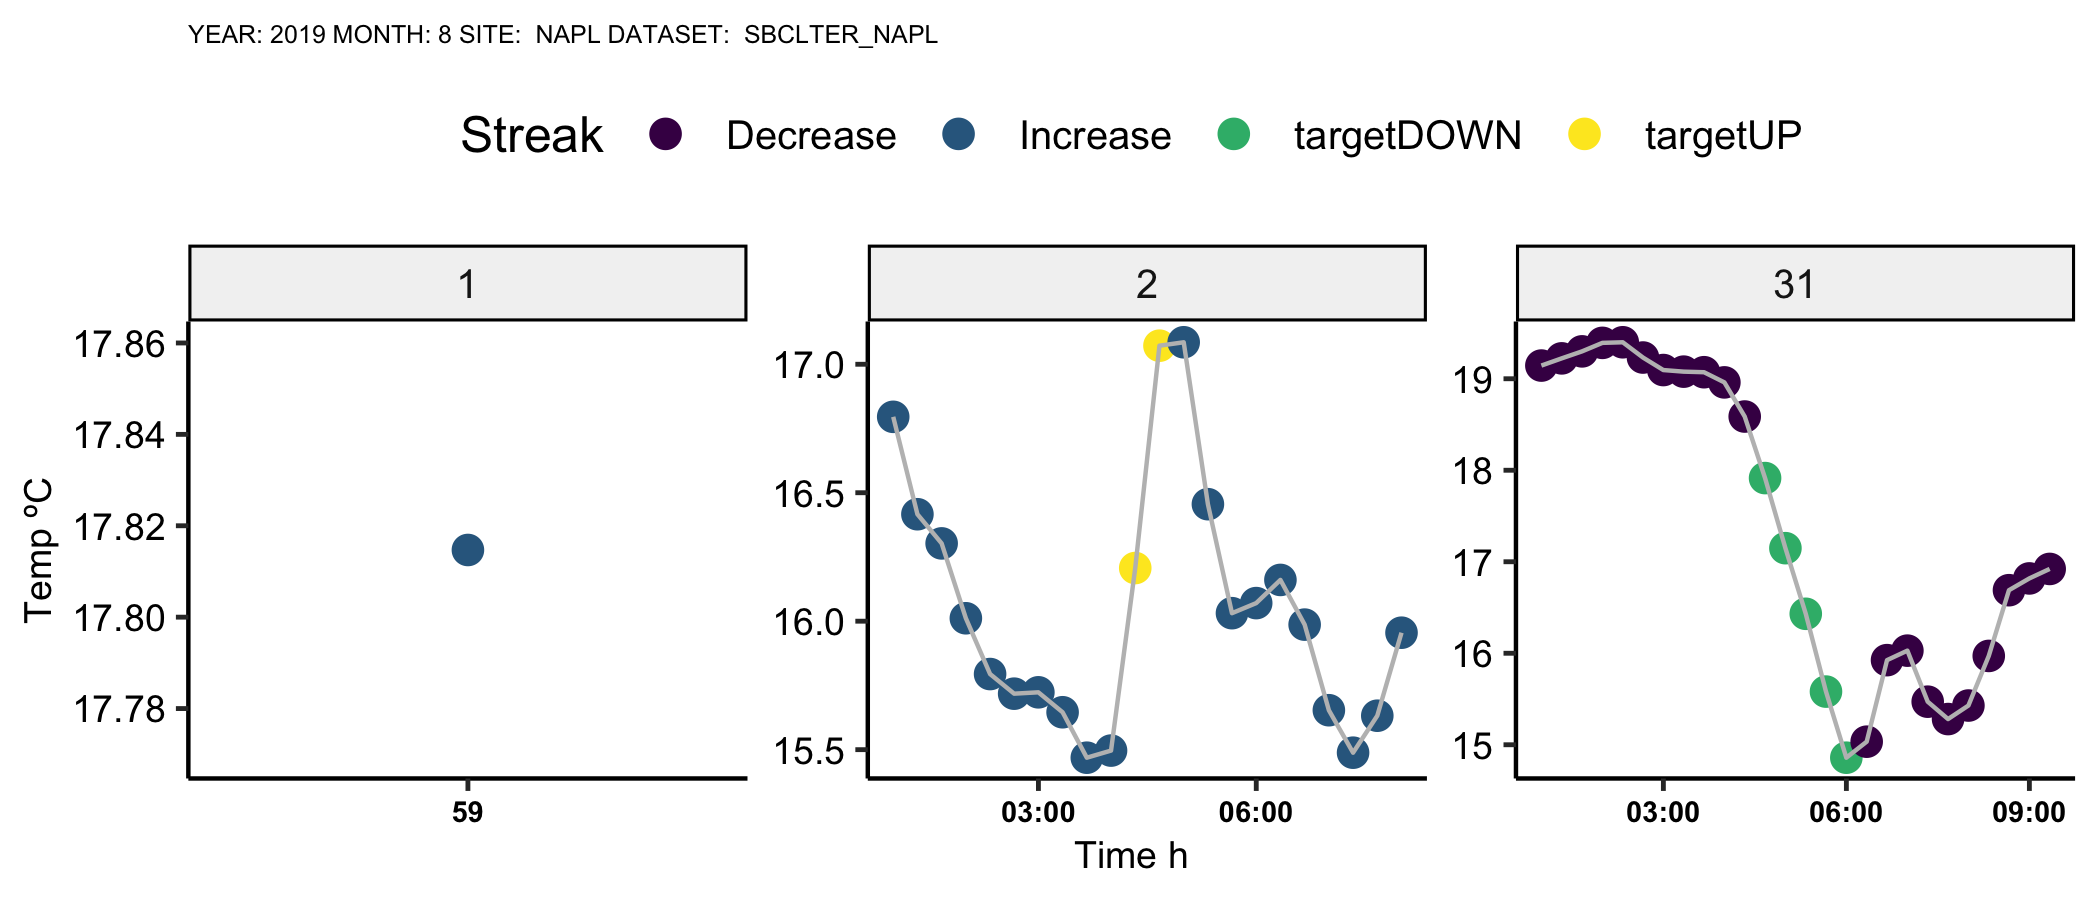 YEAR: 2019 MONTH: 8 SITE:  NAPL DATASET:  SBCLTER_NAPL
Streak Decrease Increase targetDOWN targetUP
1 2 31
Temp ºC
17.86
17.84
17.82
17.80
17.78
59
17.0
16.5
16.0
15.5
03:00 06:00
19
18
17
16
15
03:00 06:00 09:00
Time h